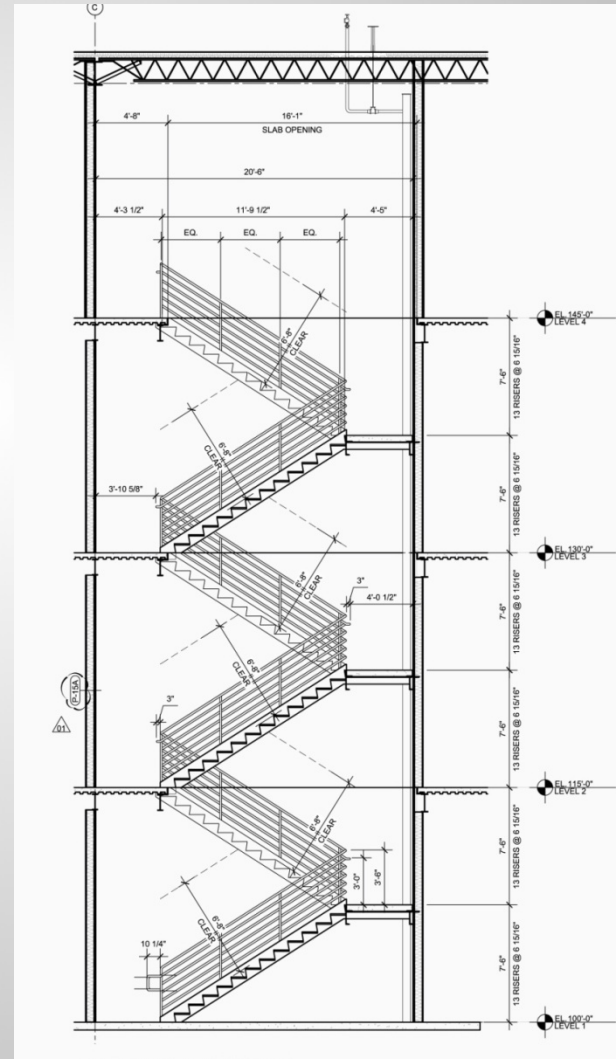 C
4'-8"
16'-1"
SLAB OPENING
20'-6"
4'-3 1/2"
11'-9 1/2"
4'-5"
EQ.
EQ.
EQ.
6'-8"
CLEAR
EL. 145'-0"
LEVEL 4
7'-6"
13 RISERS @ 6 15/16"
6'-8"
CLEAR
7'-6"
13 RISERS @ 6 15/16"
3'-10 5/8"
EL. 130'-0"
LEVEL 3
6'-8"
CLEAR
3"
4'-0 1/2"
7'-6"
13 RISERS @ 6 15/16"
6'-8"
CLEAR
P-15A
01
3"
7'-6"
13 RISERS @ 6 15/16"
EL. 115'-0"
LEVEL 2
6'-8"
CLEAR
3'-0"
3'-6"
7'-6"
13 RISERS @ 6 15/16"
6'-8"
CLEAR
10 1/4"
7'-6"
13 RISERS @ 6 15/16"
EL. 100'-0"
LEVEL 1